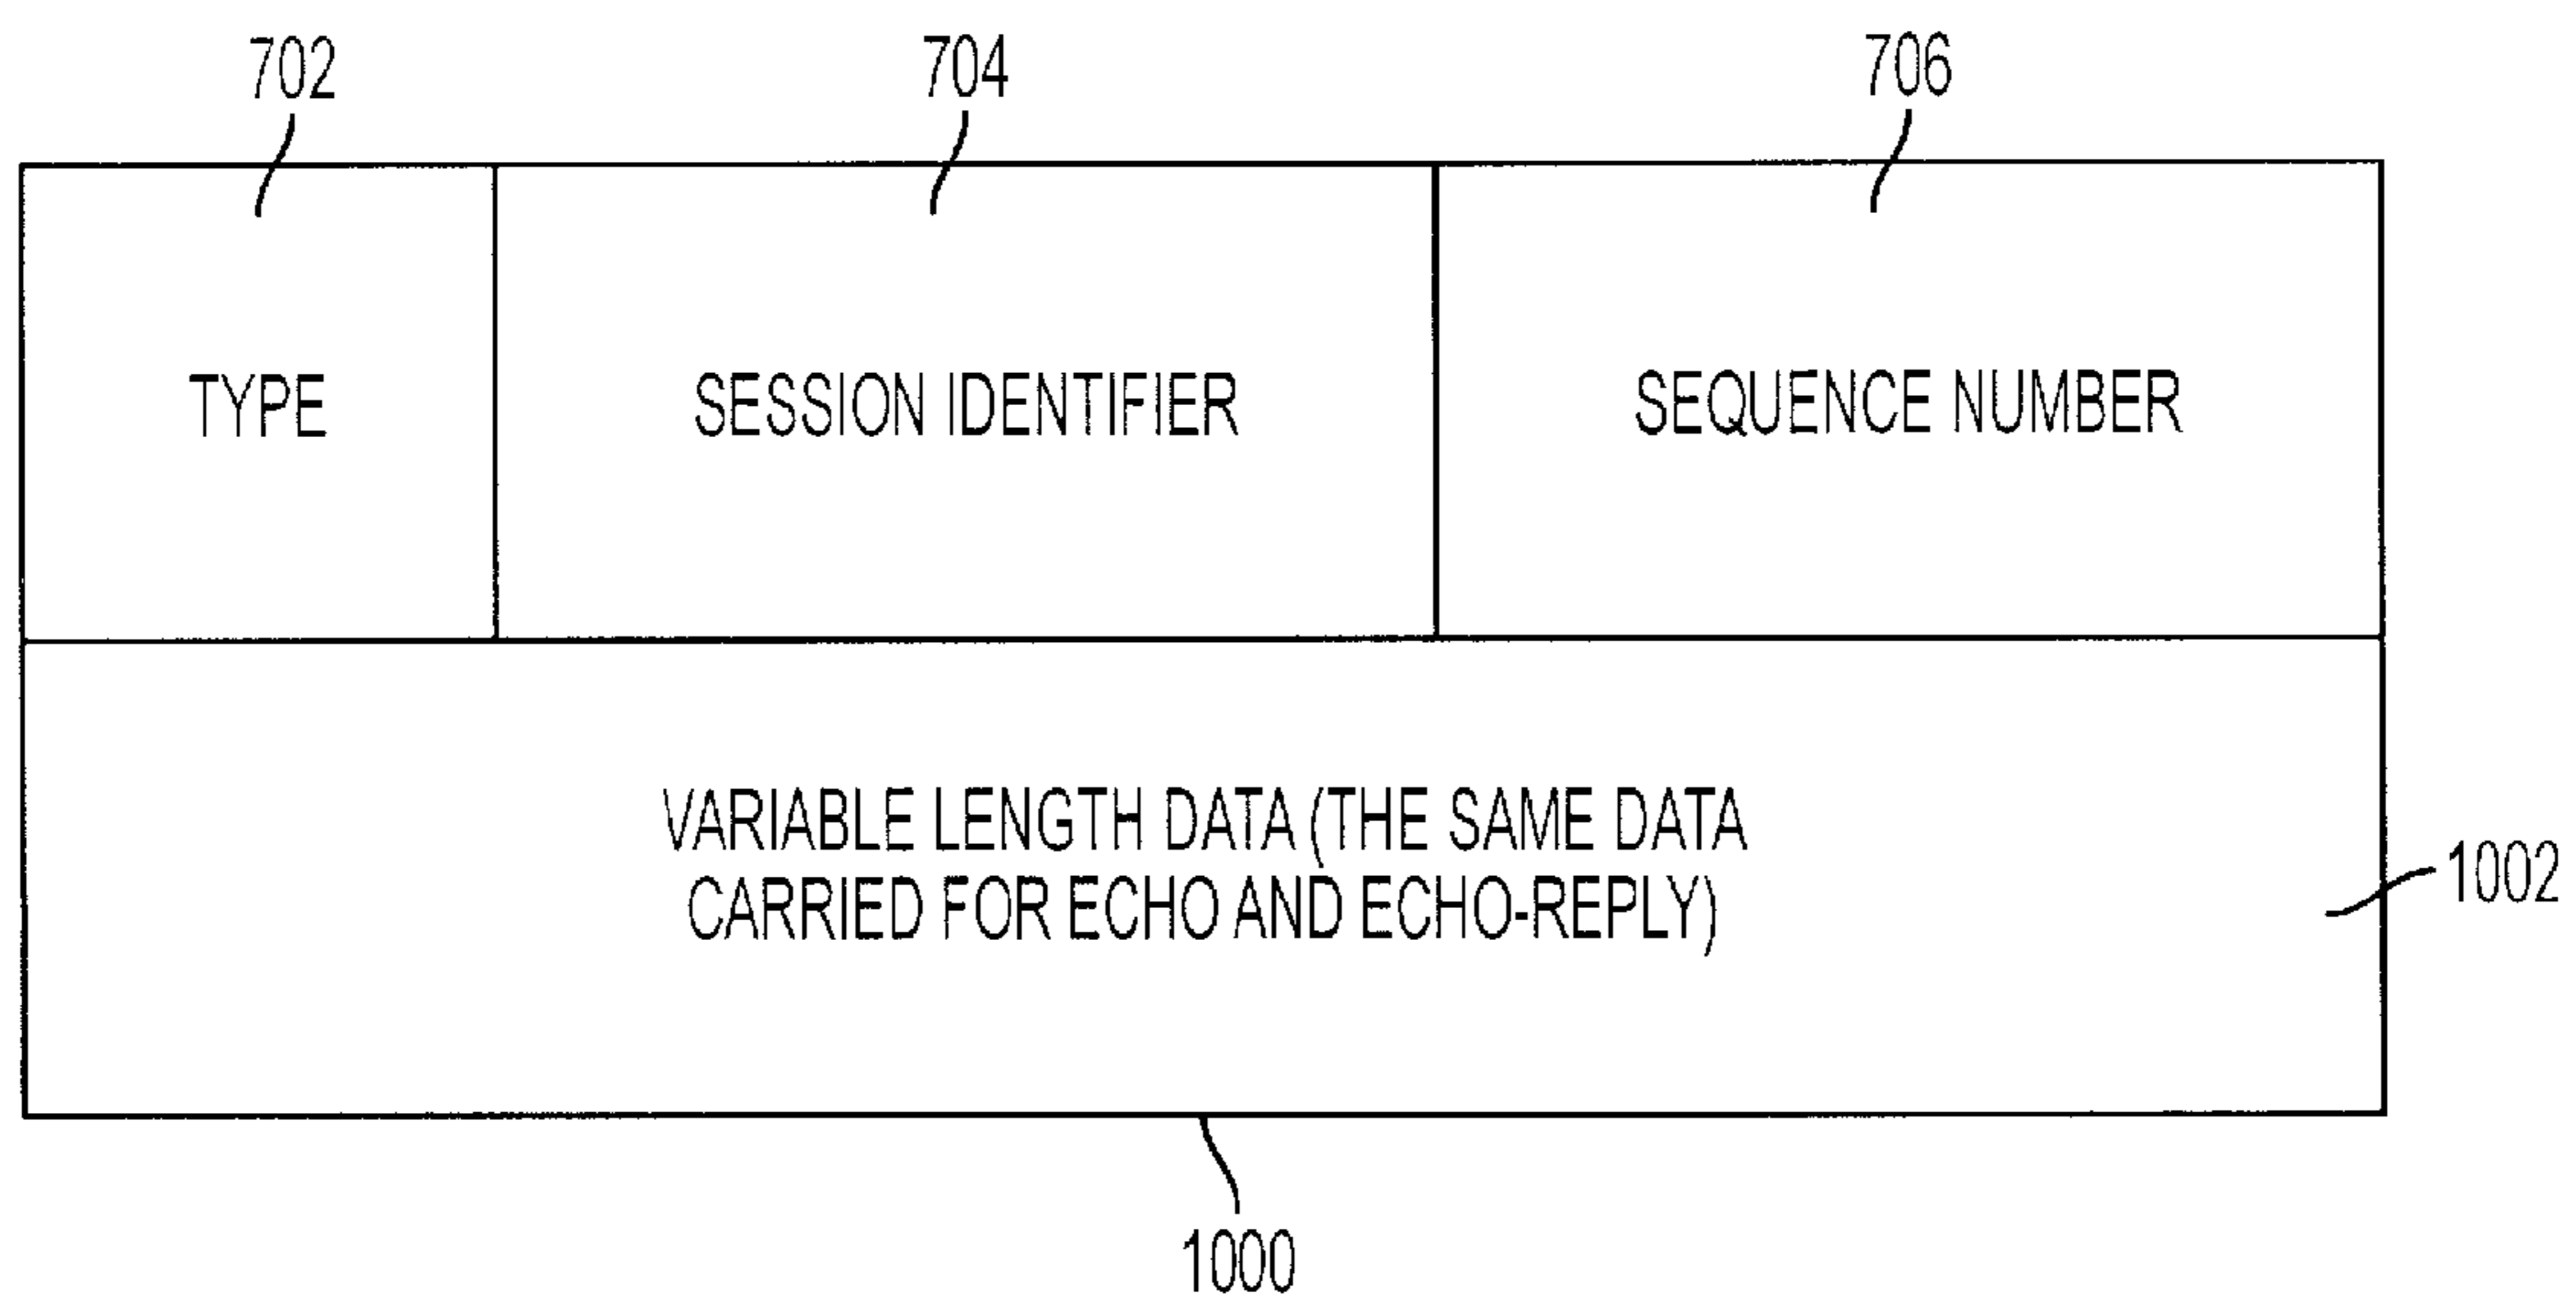 702
704
706
TYPE
SESSION IDENTIFIER
SEQUENCE NUMBER
VARIABLE LENGTH DATA (THE SAME DATA
CARRIED FOR ECHO AND ECHO-REPLY)
1002
1000